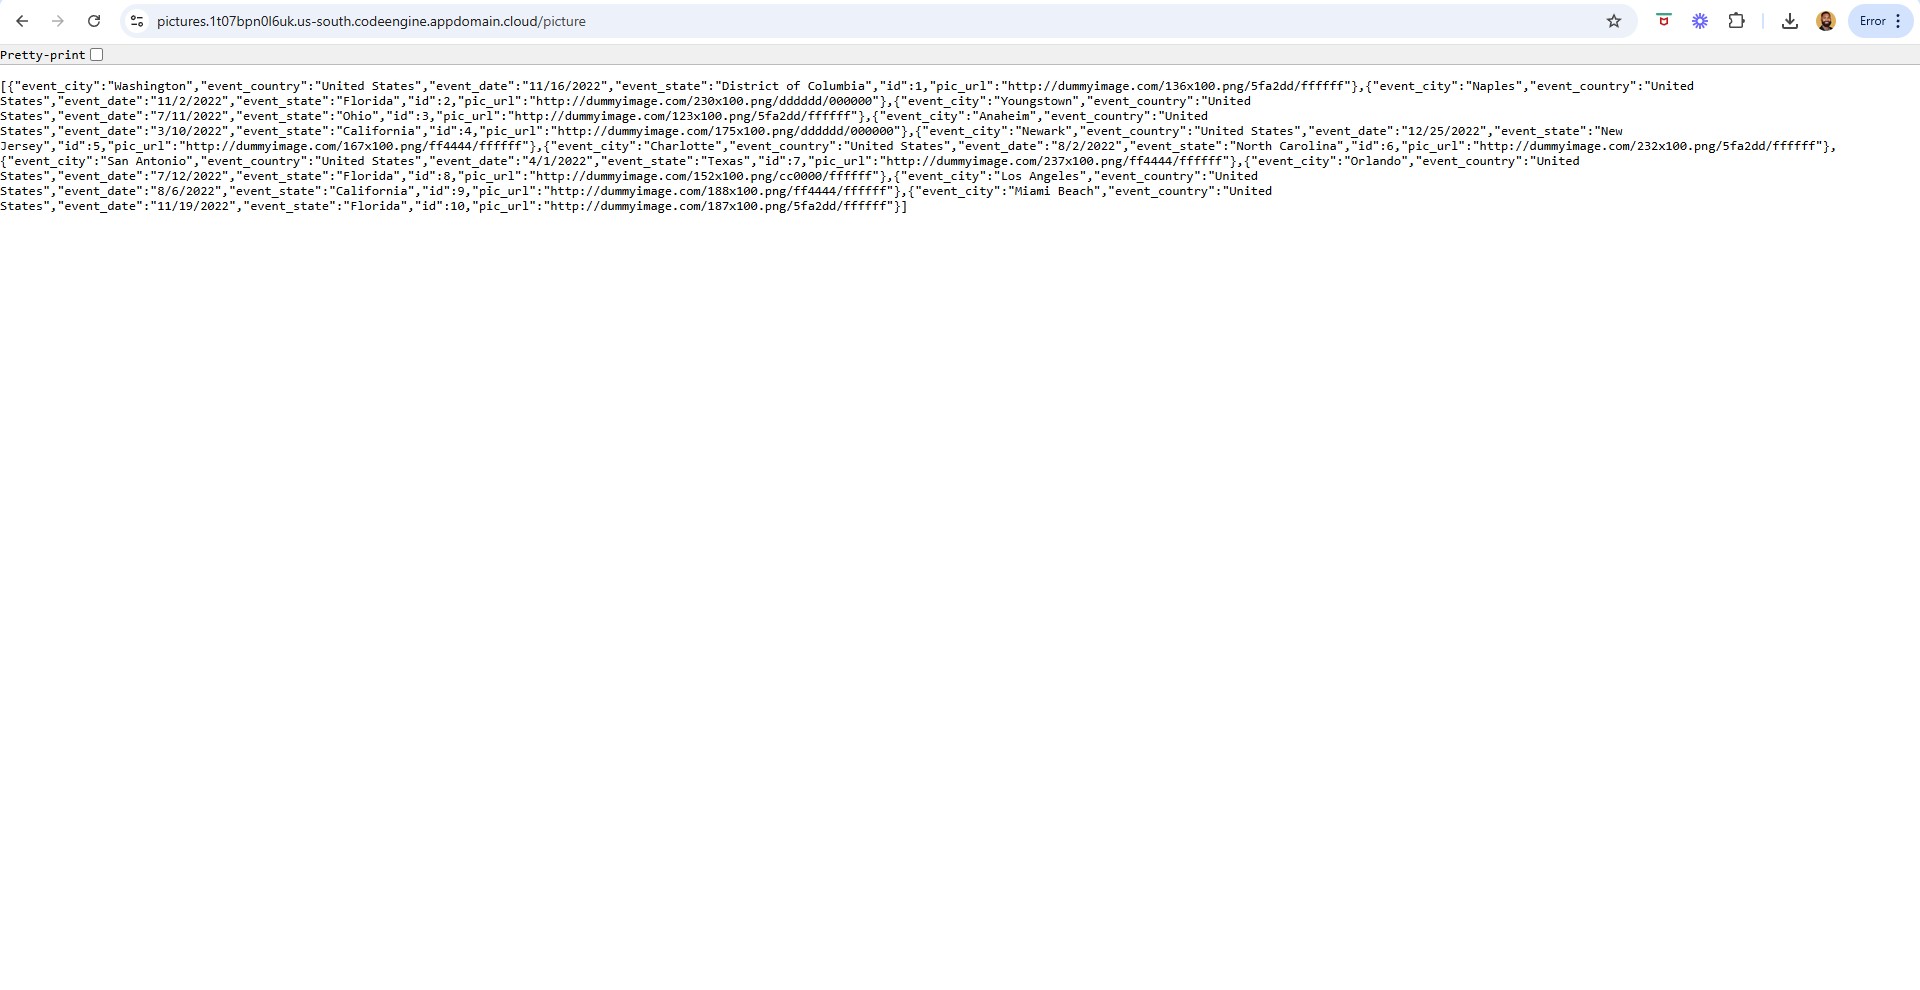 pictures.1t07bpn0l6uk.us-south.codeengine.appdomain.cloud/picture
Error
Pretty-print
[{"event_city":"Washington","event_country":"United States","event_date":"11/16/2022","event_state":"District of Columbia","id":1,"pic_url":"http://dummyimage.com/136x100.png/5fa2dd/ffffff"},{"event_city":"Naples","event_country":"United
States","event_date":"11/2/2022","event_state":"Florida","id":2,"pic_url":"http://dummyimage.com/230x100.png/dddddd/000000"},{"event_city":"Youngstown","event_country":"United
States","event_date":"7/11/2022","event_state":"Ohio","id":3,"pic_url":"http://dummyimage.com/123x100.png/5fa2dd/ffffff"},{"event_city":"Anaheim","event_country":"United
States","event_date":"3/10/2022","event_state":"California","id":4,"pic_url":"http://dummyimage.com/175x100.png/dddddd/000000"},{"event_city":"Newark","event_country":"United States","event_date":"12/25/2022","event_state":"New
Jersey","id":5,"pic_url":"http://dummyimage.com/167x100.png/ff4444/ffffff"},{"event_city":"Charlotte","event_country":"United States","event_date":"8/2/2022","event_state":"North Carolina","id":6,"pic_url":"http://dummyimage.com/232x100.png/5fa2dd/ffffff"},
{"event_city":"San Antonio","event_country":"United States","event_date":"4/1/2022","event_state":"Texas","id":7,"pic_url":"http://dummyimage.com/237x100.png/ff4444/ffffff"},{"event_city":"Orlando","event_country":"United
States","event_date":"7/12/2022","event_state":"Florida","id":8,"pic_url":"http://dummyimage.com/152x100.png/cc0000/ffffff"},{"event_city":"Los Angeles","event_country":"United
States","event_date":"8/6/2022","event_state":"California","id":9,"pic_url":"http://dummyimage.com/188x100.png/ff4444/ffffff"},{"event_city":"Miami Beach","event_country":"United
States","event_date":"11/19/2022","event_state":"Florida","id":10,"pic_url":"http://dummyimage.com/187x100.png/5fa2dd/ffffff"}]